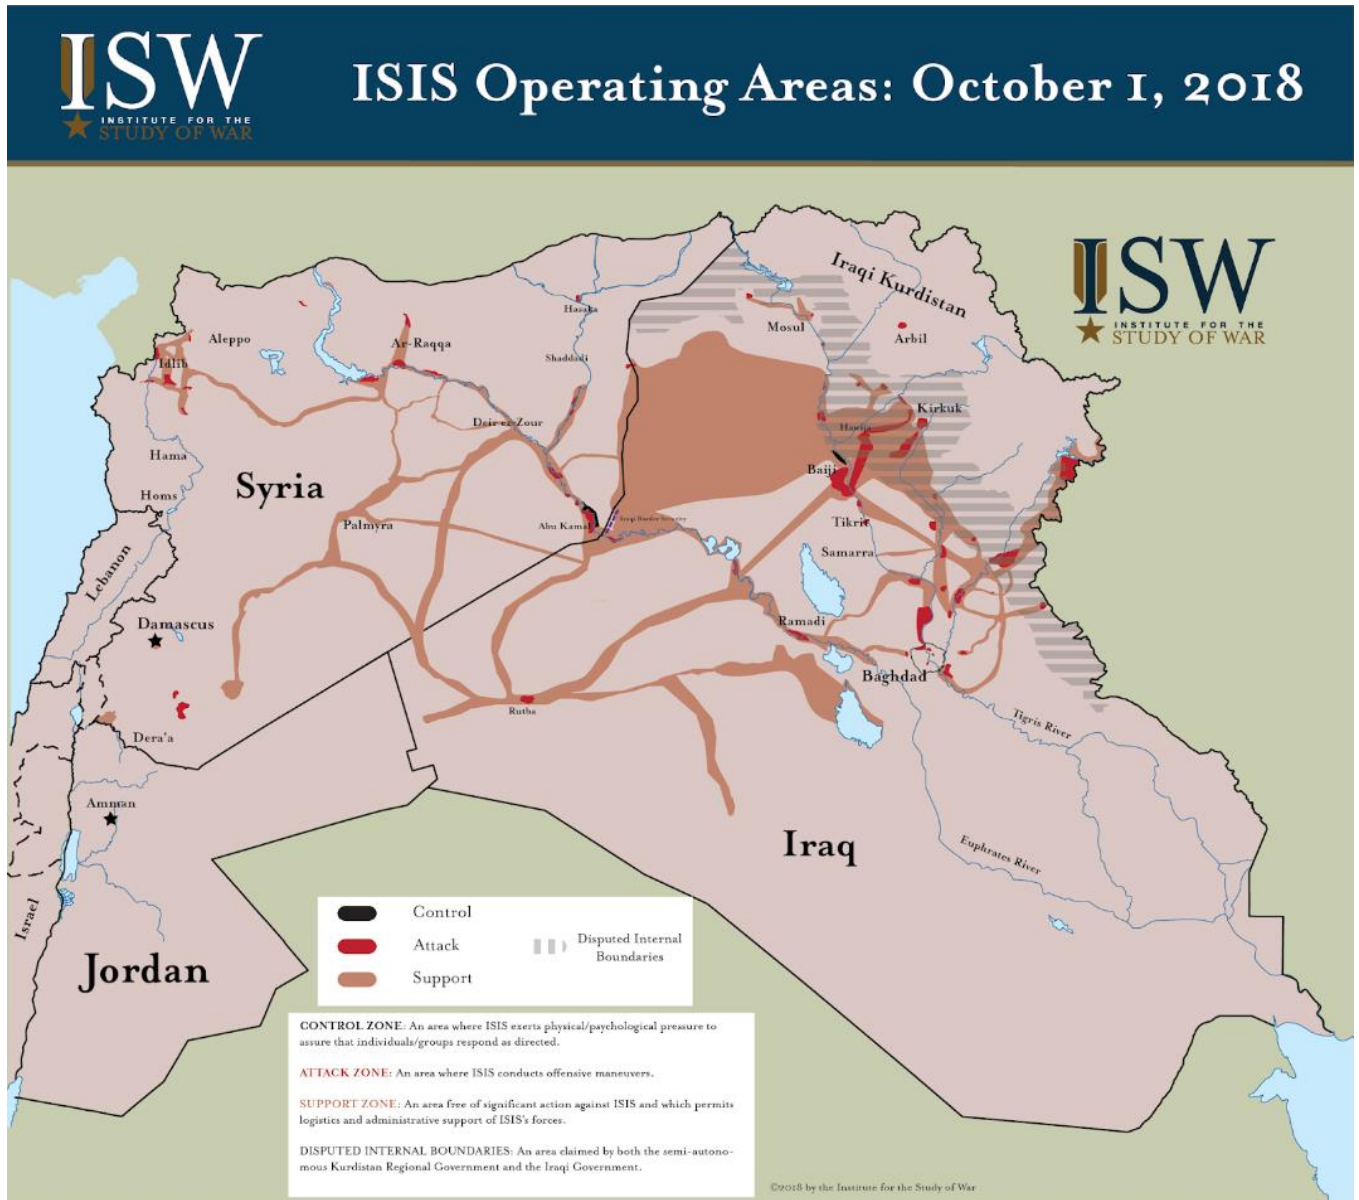 ISW
INSTITUTE FOR THE
STUDY OF WAR
ISIS Operating Areas: October 1, 2018
ISW
INSTITUTE FOR THE
STUDY OF WAR
Iraqi Kurdistan
Mosul
Arbil
Hasaka
Aleppo
Ar-Raqqa
Idlib
Shaddadi
Kirkuk
Deir ez-Zour
Hawija
Hama
Baiji
Syria
Homs
Palmyra
Abu Kamal
Iraqi Border Security
Tikrit
Samarra
Lebanon
Damascus
Ramadi
Baghdad
Rutba
Tigris River
Dera'a
Amman
Iraq
Euphrates River
Israel
Jordan
Control
Attack
Support
Disputed Internal
Boundaries
CONTROL ZONE: An area where ISIS exerts physical/psychological pressure to
assure that individuals/groups respond as directed.
ATTACK ZONE: An area where ISIS conducts offensive maneuvers.
SUPPORT ZONE: An area free of significant action against ISIS and which permits
logistics and administrative support of ISIS's forces.
DISPUTED INTERNAL BOUNDARIES: An area claimed by both the semi-autono-
mous Kurdistan Regional Government and the Iraqi Government.
©2018 by the Institute for the Study of War